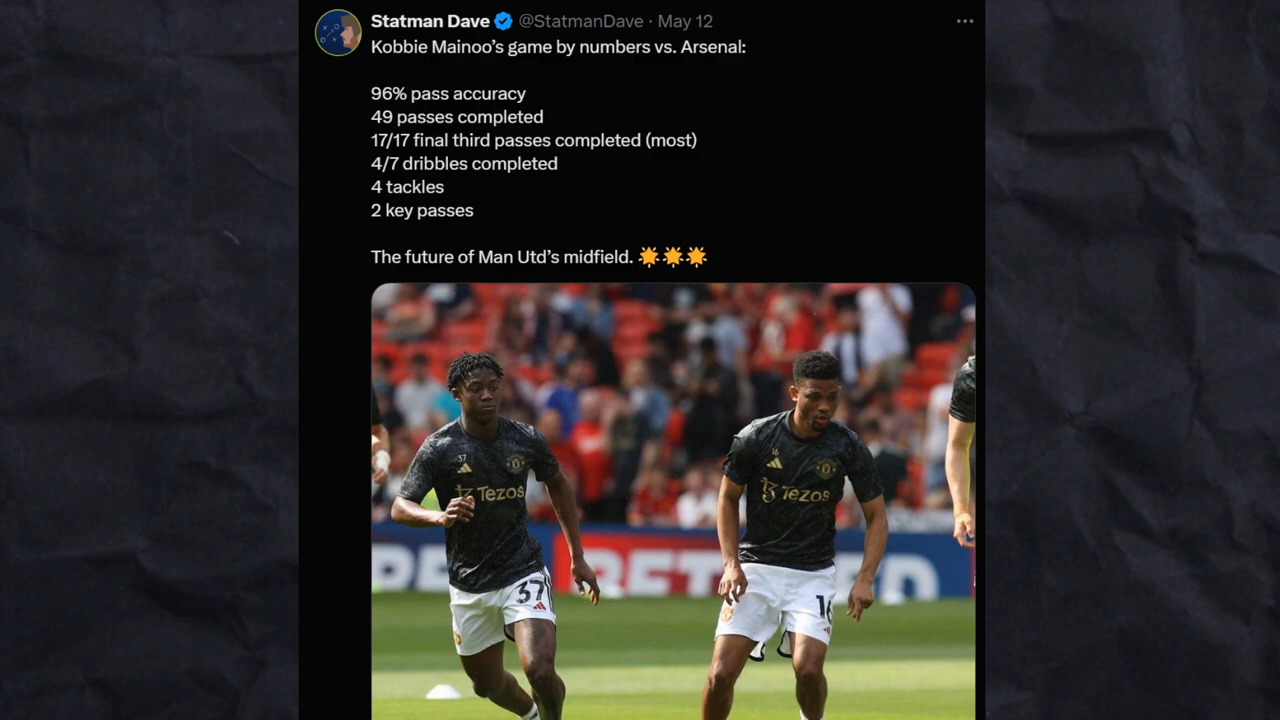 Statman Dave @StatmanDave · May 12
Kobbie Mainoo’s game by numbers vs. Arsenal:
96% pass accuracy
49 passes completed
17/17 final third passes completed (most)
4/7 dribbles completed
4 tackles
2 key passes
The future of Man Utd’s midfield. 🌟🌟🌟
37
16
Tezos
Tezos
37
16